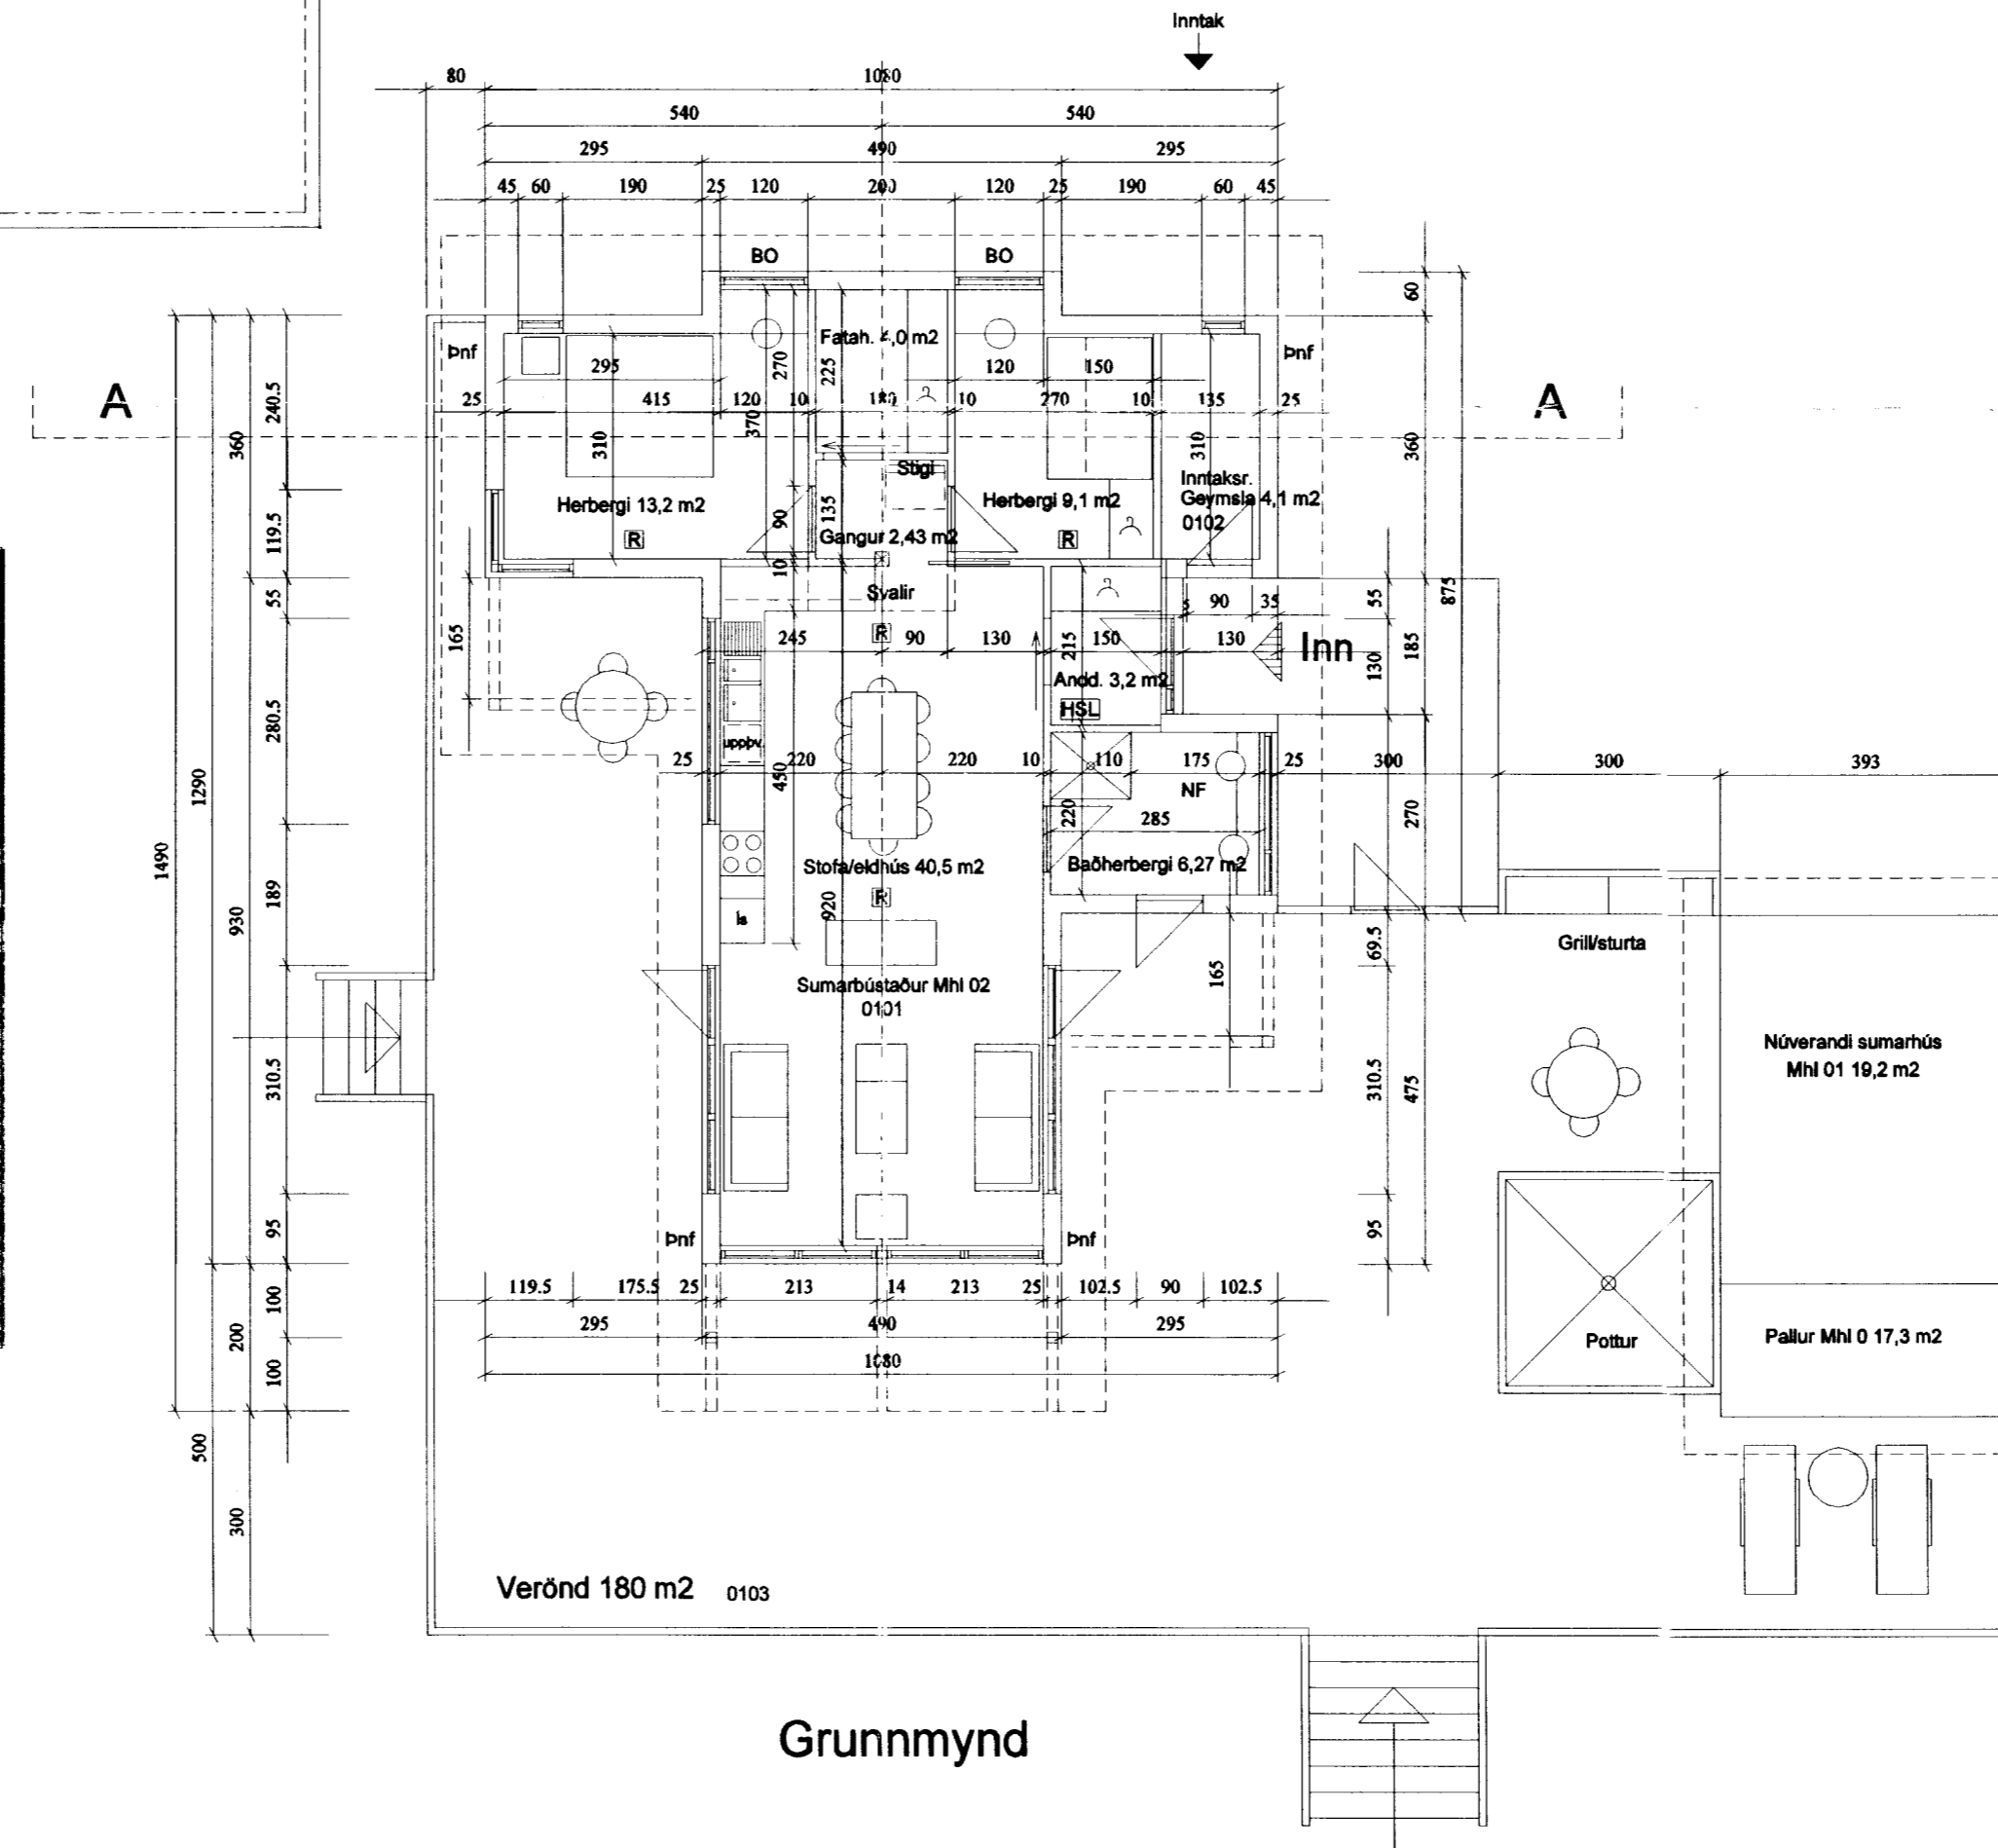 Inntak
80 1080
540 540
295 490 295
45 60 190 25 120 200 120 25 190 60 45
BO BO
60
Þnf Fatah. 4,0 m2 Þnf
295 270 225 120 150
A A
25 415 120 10 180 10 270 10 135 25
240.5 360 370 310 310 360
Stigi
Inntaksr.
Herbergi 13,2 m2 Herbergi 9,1 m2 Geymsla 4,1 m2
0102
119.5 90 135
R Gangur 2,43 m2 R
10
55 Svalir 90 35 55 875
165 R
245 90 130 215 150 130 Inn 130 185
Andd. 3,2 m2
HSL
280.5
uppþv.
25 220 450 220 10 110 175 25 300 300 393
NF
1290 220 285 270
1490
Stofa/eldhús 40,5 m2 Baðherbergi 6,27 m2
189 R
930 ís 920
69.5 Grill/sturta
165
Sumarbústaður Mhl 02
0101
Núverandi sumarhús
Mhl 01 19,2 m2
310.5 310.5 475
95 95
Þnf Þnf
119.5 175.5 25 213 14 213 25 102.5 90 102.5
100
295 490 295
200 Pottur Pallur Mhl 0 17,3 m2
1080
100
500
300
Verönd 180 m2 0103
Grunnmynd